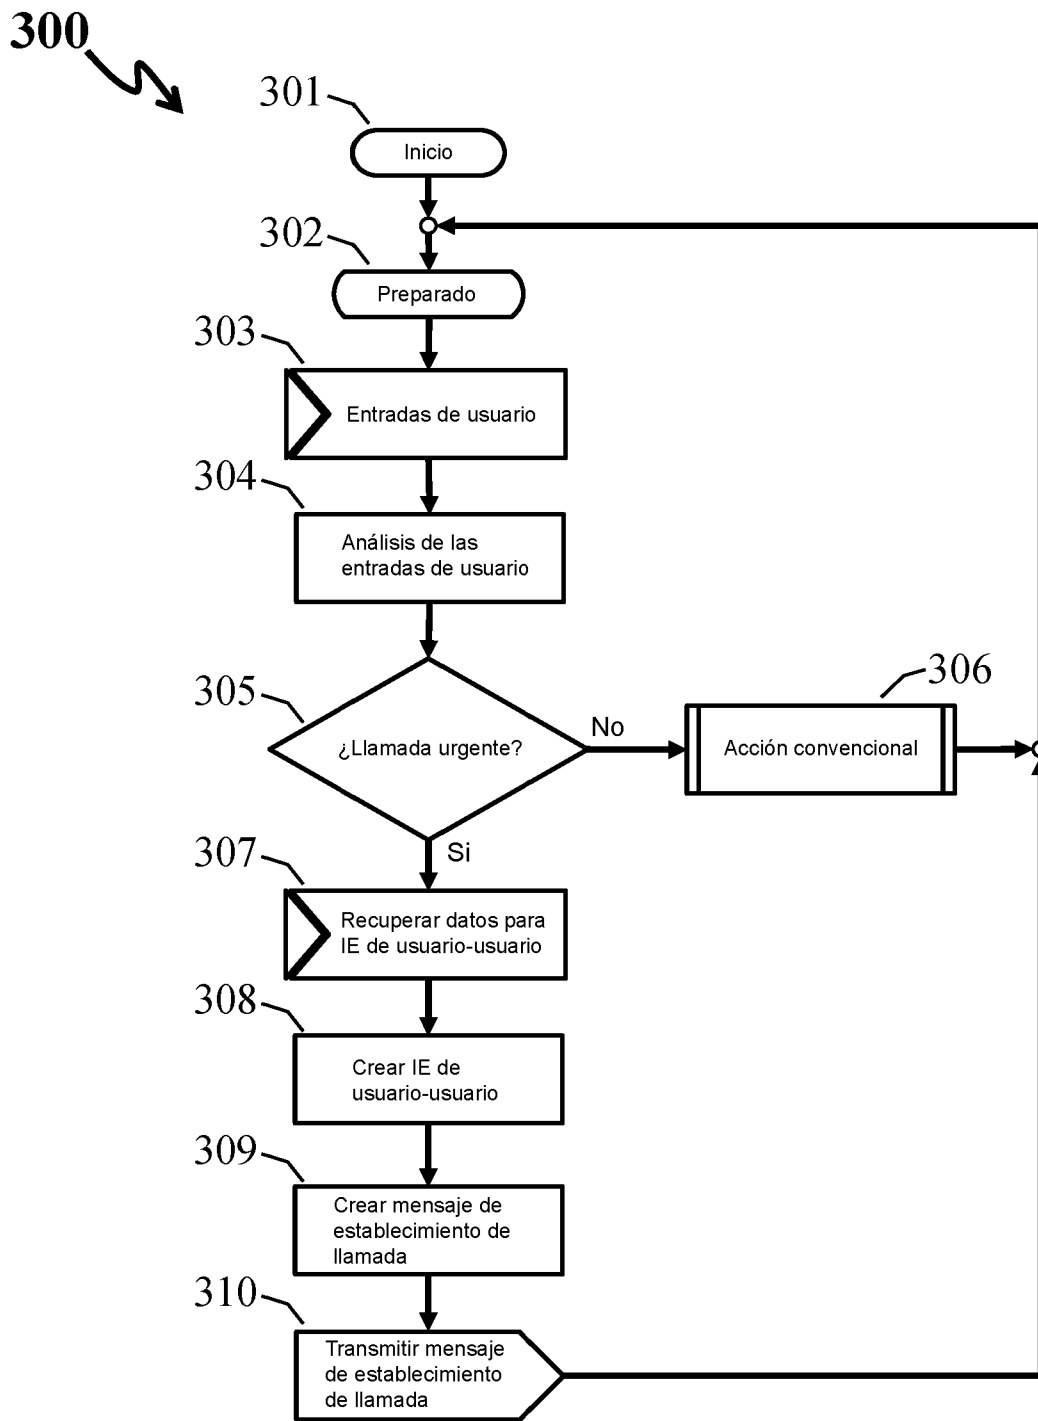 300
301
Inicio
302
Preparado
303
Entradas de usuario
304
Análisis de las
entradas de usuario
305
¿Llamada urgente?
No
306
Acción convencional
Si
307
Recuperar datos para
IE de usuario-usuario
308
Crear IE de
usuario-usuario
309
Crear mensaje de
establecimiento de
llamada
310
Transmitir mensaje
de establecimiento
de llamada